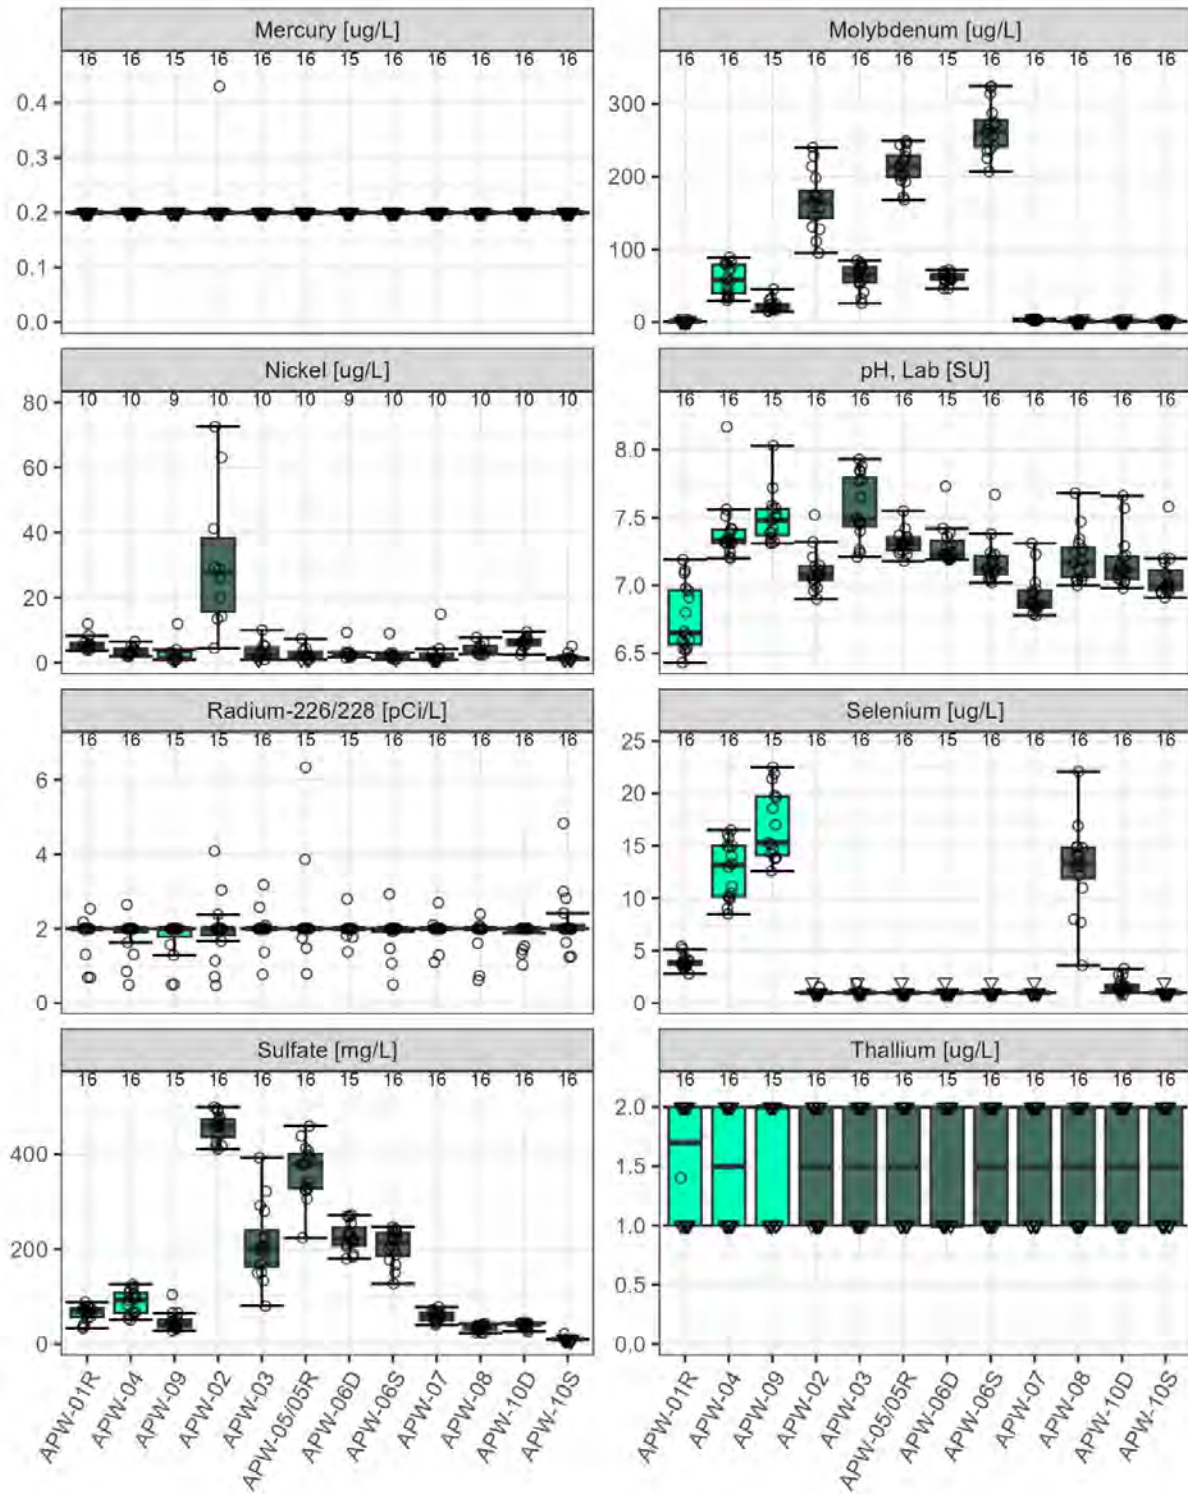 Mercury [ug/L]
16 16 15 16 16 16 15 16 16 16 16 16
0.4
0.3
0.2
0.1
0.0
Molybdenum [ug/L]
16 16 15 16 16 16 15 16 16 16 16 16
300
200
100
0
Nickel [ug/L]
10 10 9 10 10 10 9 10 10 10 10 10
80
60
40
20
0
pH, Lab [SU]
16 16 15 16 16 16 15 16 16 16 16 16
8.0
7.5
7.0
6.5
Radium-226/228 [pCi/L]
16 16 15 15 16 15 15 16 16 16 16 16
6
4
2
0
Selenium [ug/L]
16 16 15 16 16 16 15 16 16 16 16 16
25
20
15
10
5
0
Sulfate [mg/L]
16 16 15 16 16 16 15 16 16 16 16 16
400
200
0
Thallium [ug/L]
16 16 15 16 16 16 15 16 16 16 16 16
2.0
1.5
1.0
0.5
0.0
APW-01R
APW-04
APW-09
APW-02
APW-03
APW-05/05R
APW-06D
APW-06S
APW-07
APW-08
APW-10D
APW-10S
APW-01R
APW-04
APW-09
APW-02
APW-03
APW-05/05R
APW-06D
APW-06S
APW-07
APW-08
APW-10D
APW-10S